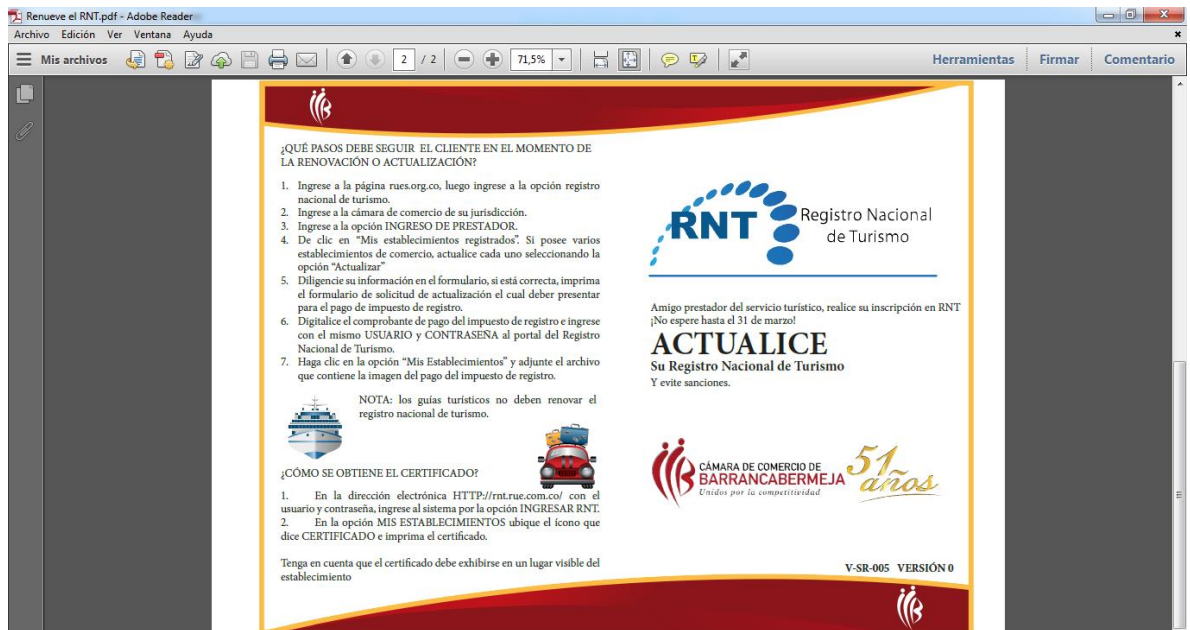 Renueve el RNT.pdf - Adobe Reader
Archivo Edición Ver Ventana Ayuda
Mis archivos 2 / 2 71,5% Herramientas Firmar Comentario
¿QUÉ PASOS DEBE SEGUIR EL CLIENTE EN EL MOMENTO DE
LA RENOVACIÓN O ACTUALIZACIÓN?
1. Ingrese a la página rues.org.co, luego ingrese a la opción registro
nacional de turismo.
2. Ingrese a la cámara de comercio de su jurisdicción.
3. Ingrese a la opción INGRESO DE PRESTADOR.
4. De clic en “Mis establecimientos registrados”. Si posee varios
establecimientos de comercio, actualice cada uno seleccionando la
opción “Actualizar”
5. Diligencie su información en el formulario, si está correcta, imprima
el formulario de solicitud de actualización el cual deber presentar
para el pago de impuesto de registro.
6. Digitalice el comprobante de pago del impuesto de registro e ingrese
con el mismo USUARIO y CONTRASEÑA al portal del Registro
Nacional de Turismo.
7. Haga clic en la opción “Mis Establecimientos” y adjunte el archivo
que contiene la imagen del pago del impuesto de registro.
NOTA: los guías turísticos no deben renovar el
registro nacional de turismo.
¿CÓMO SE OBTIENE EL CERTIFICADO?
1. En la dirección electrónica HTTP://rnt.rue.com.co/ con el
usuario y contraseña, ingrese al sistema por la opción INGRESAR RNT.
2. En la opción MIS ESTABLECIMIENTOS ubique el ícono que
dice CERTIFICADO e imprima el certificado.
Tenga en cuenta que el certificado debe exhibirse en un lugar visible del
establecimiento
RNT Registro Nacional
de Turismo
Amigo prestador del servicio turístico, realice su inscripción en RNT
¡No espere hasta el 31 de marzo!
ACTUALICE
Su Registro Nacional de Turismo
Y evite sanciones.
CÁMARA DE COMERCIO DE
BARRANCABERMEJA
Unidos por la competitividad
51
años
V-SR-005 VERSIÓN 0